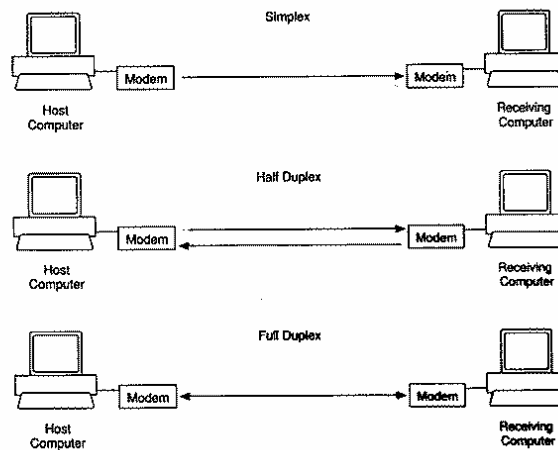 Simplex
Modem
Modem
Host
Computer
Receiving
Computer
Half Duplex
Modem
Modem
Host
Computer
Receiving
Computer
Full Duplex
Modem
Modem
Host
Computer
Receiving
Computer